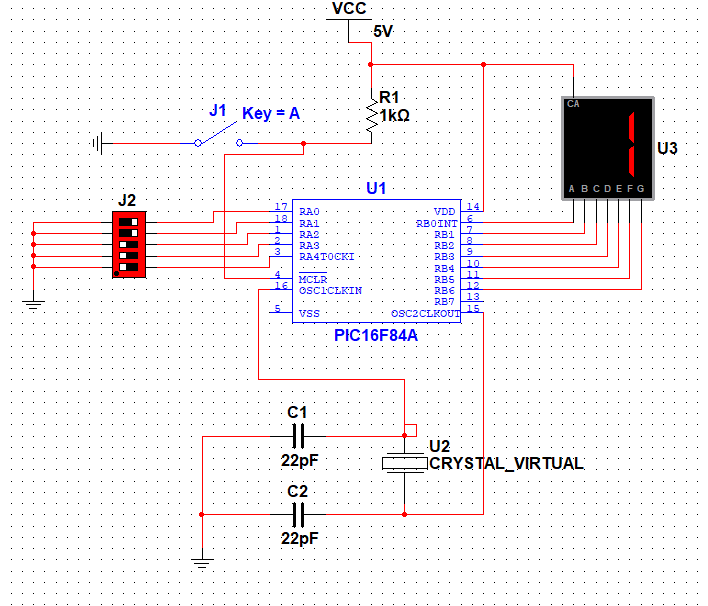 VCC
5V
J1
Key = A
R1
1kΩ
CA
U3
A B C D E F G
J2
U1
17
18
1
2
3
4
16
5
RA0
RA1
RA2
RA3
RA4T0CKI
MCLR
OSC1CLKIN
VSS
VDD
RB0INT
RB1
RB2
RB3
RB4
RB5
RB6
RB7
OSC2CLKOUT
14
6
7
8
9
10
11
12
13
15
PIC16F84A
C1
22pF
U2
CRYSTAL_VIRTUAL
C2
22pF